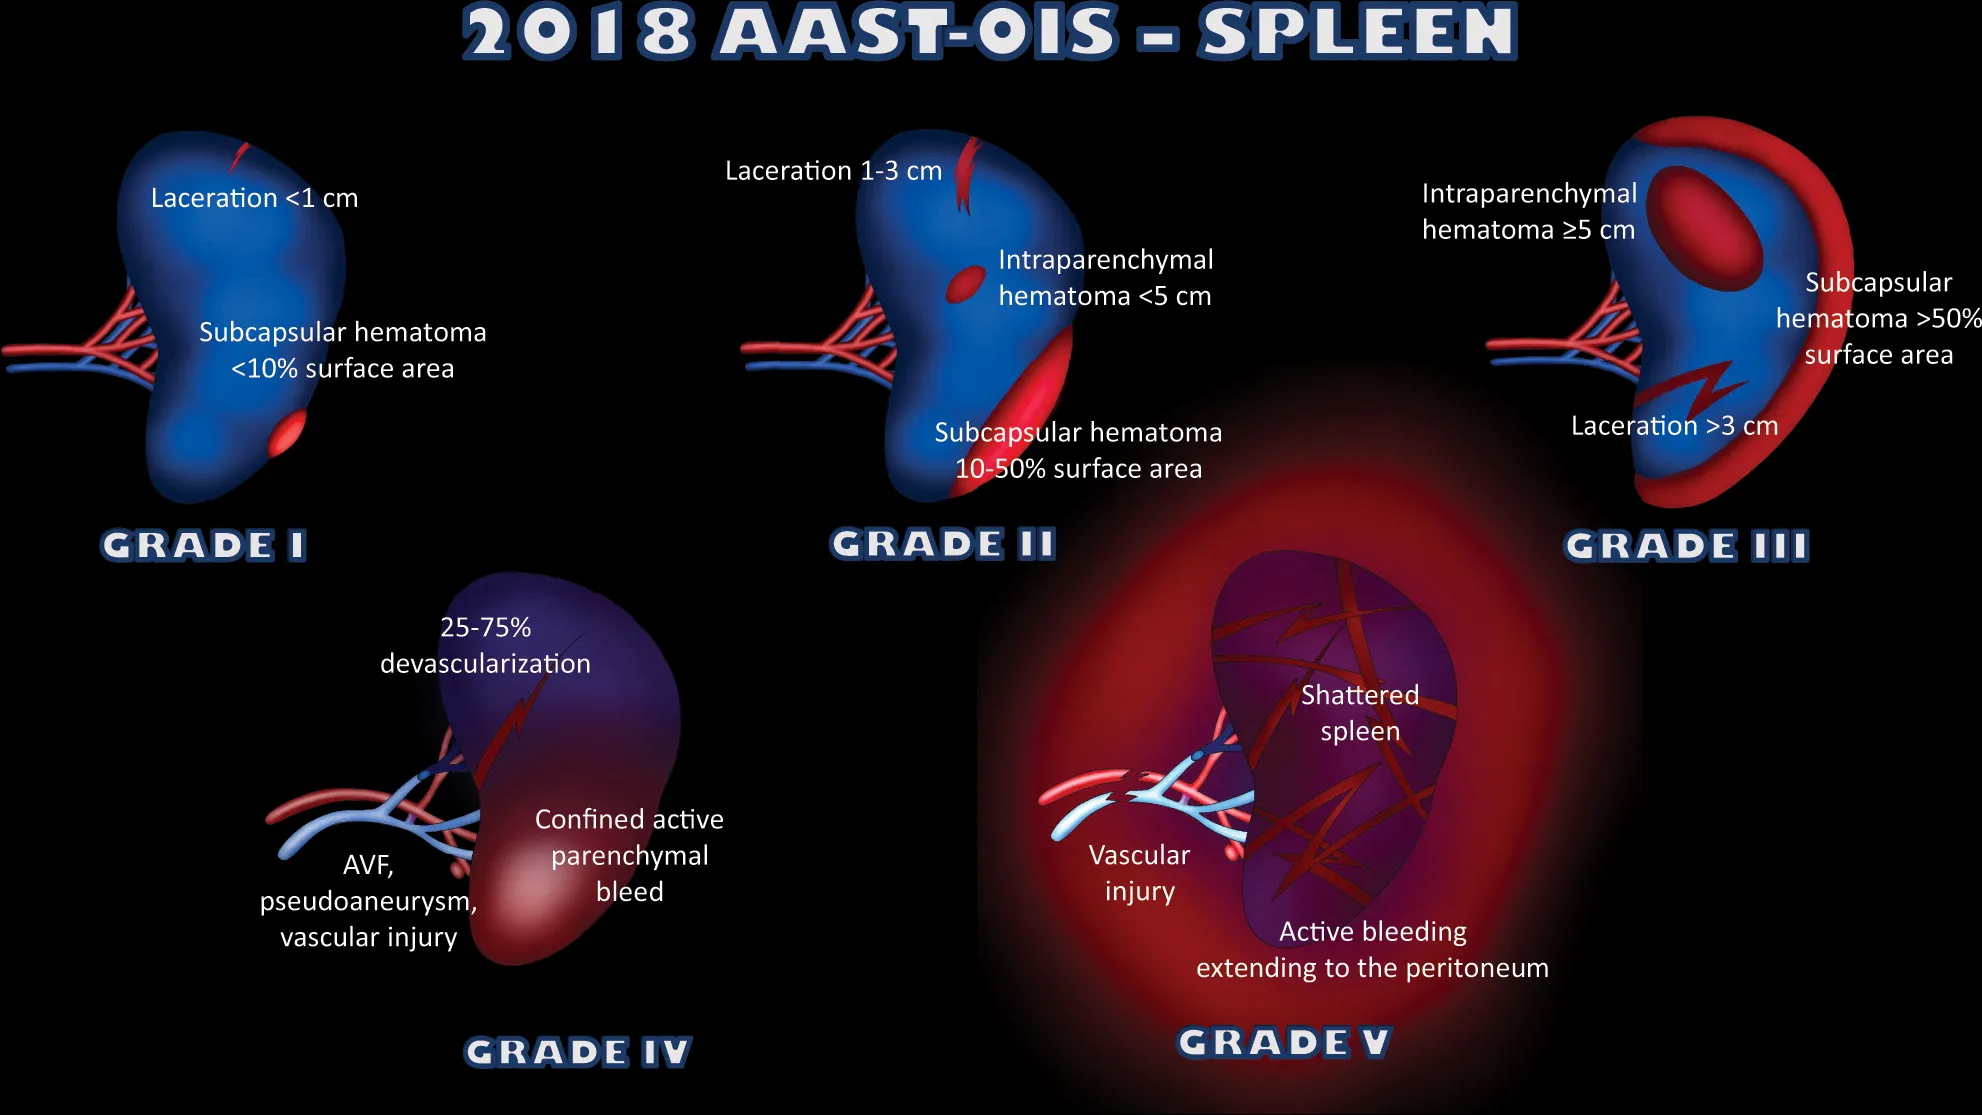 2018 AAST-OIS – SPLEEN
Laceration <1 cm
Subcapsular hematoma
<10% surface area
GRADE I
Laceration 1-3 cm
Intraparenchymal
hematoma <5 cm
Subcapsular hematoma
10-50% surface area
GRADE II
Intraparenchymal
hematoma ≥5 cm
Subcapsular
hematoma >50%
surface area
Laceration >3 cm
GRADE III
25-75%
devascularization
Confined active
parenchymal
bleed
AVF,
pseudoaneurysm,
vascular injury
GRADE IV
Shattered
spleen
Vascular
injury
Active bleeding
extending to the peritoneum
GRADE V